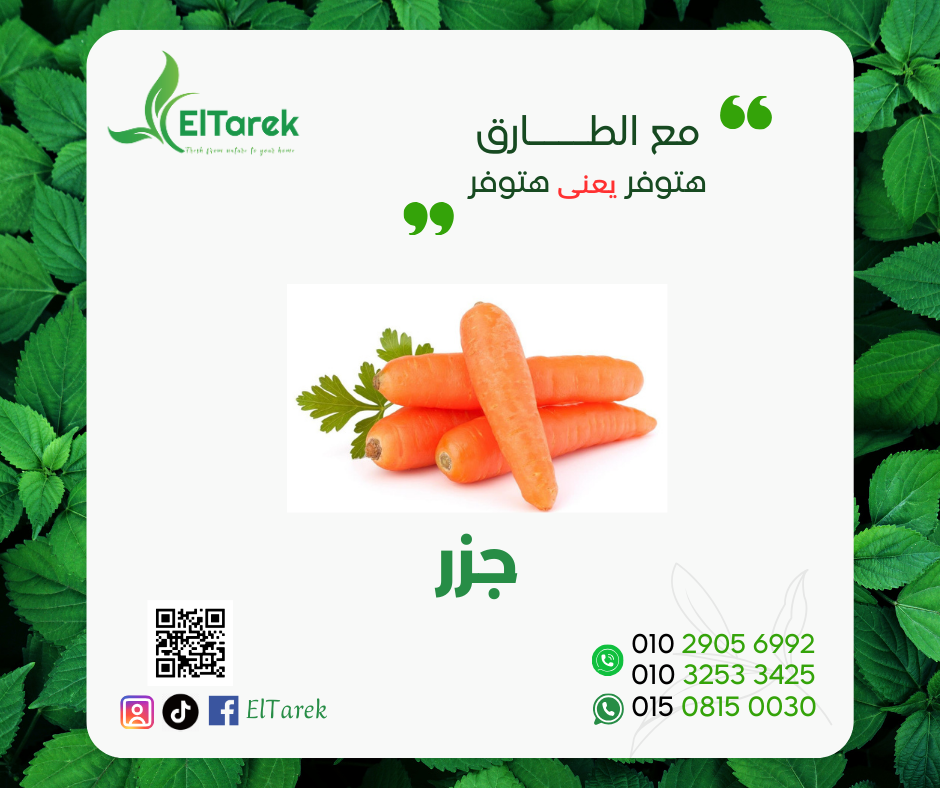 ElTarek
Fresh from nature to your home
مع الطـــــارق
هتوفر يعنى هتوفر
جزر
010 2905 6992
010 3253 3425
015 0815 0030
ElTarek